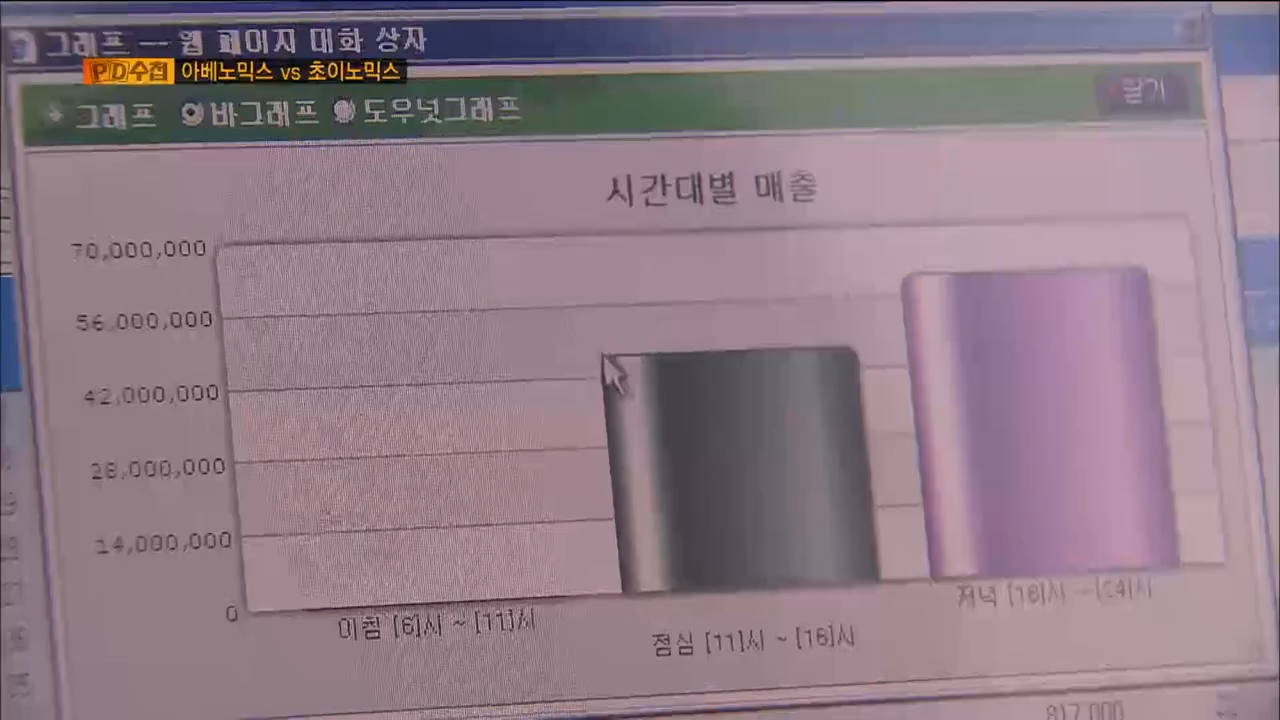 그래프 -- 웹 페이지 대화 상자
PD수첩 아베노믹스 vs 초이노믹스
그래프 바그래프 도우넛그래프
닫기
시간대별 매출
70,000,000
56,000,000
42,000,000
28,000,000
14,000,000
0
아침 [6]시 ~ [11]시
점심 [11]시 ~ [16]시
저녁 [16]시 ~ [24]시
817,000